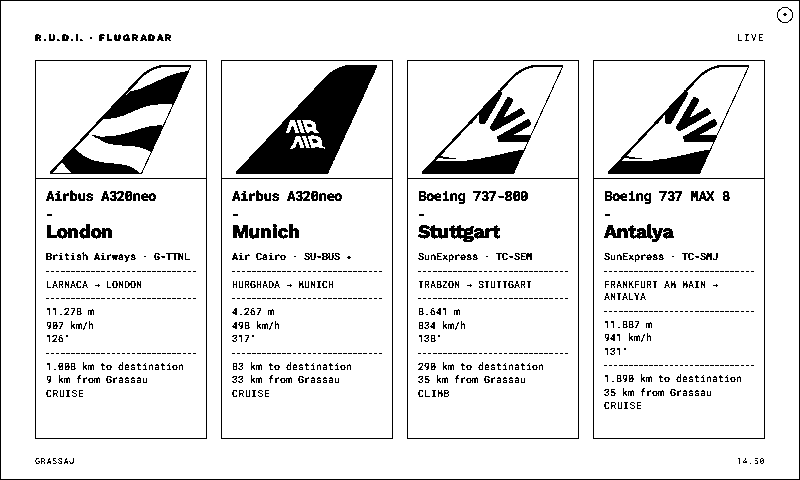 R.U.D.I. · FLUGRADAR
LIVE
AIR
AIR
Airbus A320neo
-
London
British Airways · G-TTNL
LARNACA → LONDON
11.278 m
907 km/h
126°
1.008 km to destination
9 km from Grassau
CRUISE
Airbus A320neo
-
Munich
Air Cairo · SU-BUS
HURGHADA → MUNICH
4.267 m
498 km/h
317°
83 km to destination
33 km from Grassau
CRUISE
Boeing 737-800
-
Stuttgart
SunExpress · TC-SEM
TRABZON → STUTTGART
8.641 m
834 km/h
138°
290 km to destination
35 km from Grassau
CLIMB
Boeing 737 MAX 8
-
Antalya
SunExpress · TC-SMJ
FRANKFURT AM MAIN →
ANTALYA
11.887 m
941 km/h
131°
1.890 km to destination
35 km from Grassau
CRUISE
GRASSAU
14.50